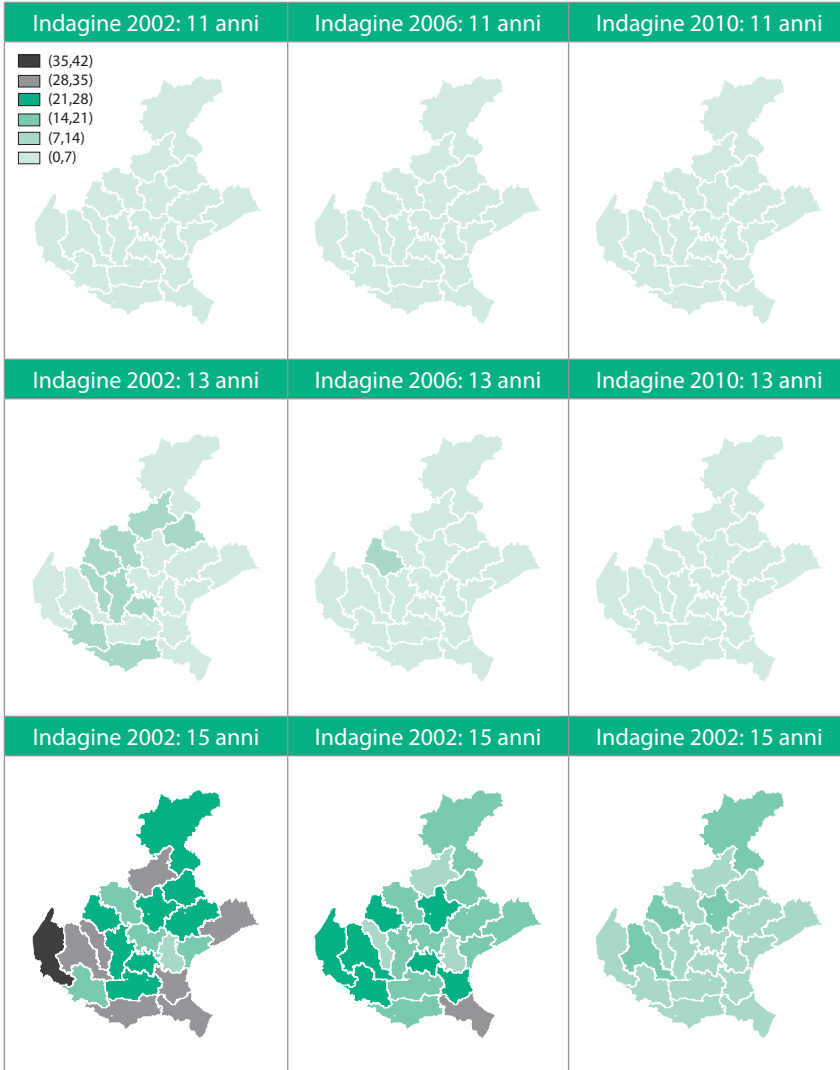 Indagine 2002: 11 anni
Indagine 2006: 11 anni
Indagine 2010: 11 anni
(35,42)
(28,35)
(21,28)
(14,21)
(7,14)
(0,7)
Indagine 2002: 13 anni
Indagine 2006: 13 anni
Indagine 2010: 13 anni
Indagine 2002: 15 anni
Indagine 2002: 15 anni
Indagine 2002: 15 anni